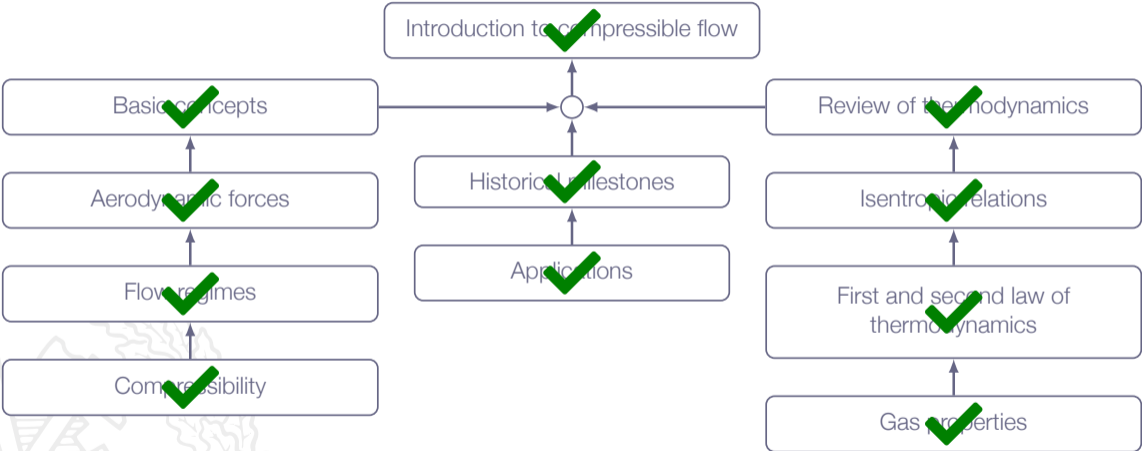 Introduction to compressible flow
Basic concepts
Review of thermodynamics
Historical milestones
Aerodynamic forces
Isentropic relations
Applications
Flow regimes
First and second law of
thermodynamics
Compressibility
Gas properties